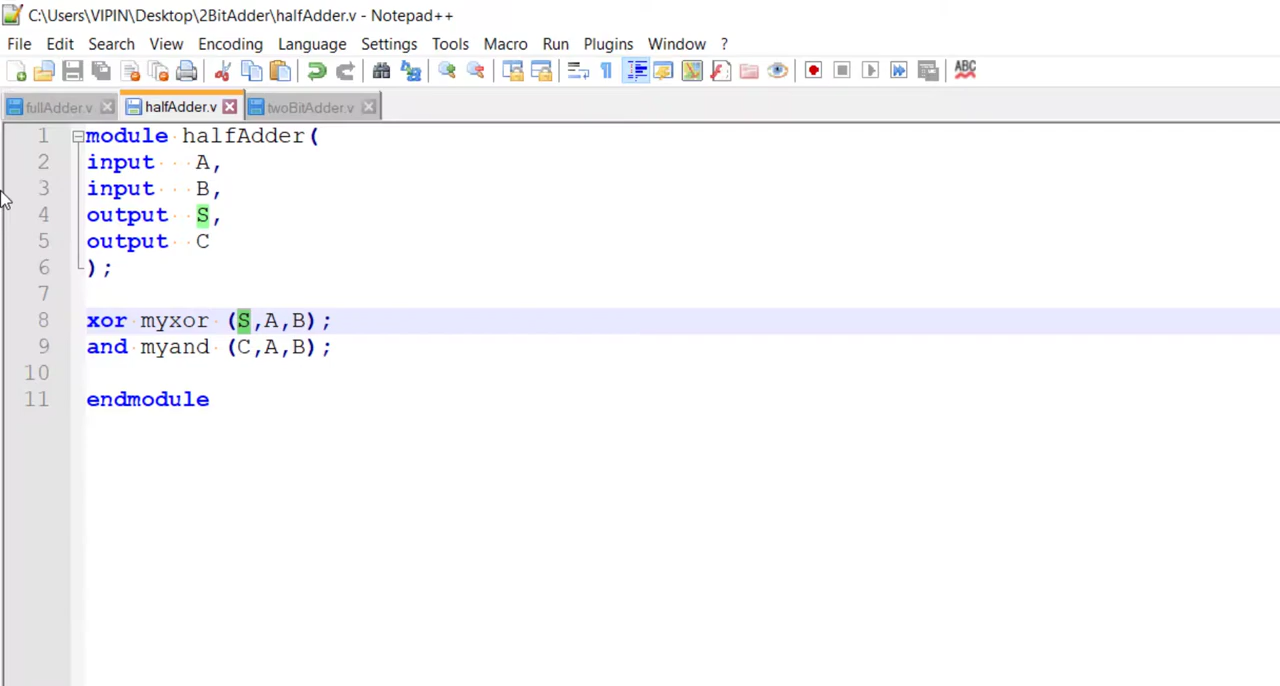 C:\Users\VIPIN\Desktop\2BitAdder\halfAdder.v - Notepad++
File Edit Search View Encoding Language Settings Tools Macro Run Plugins Window ?
ABC
fullAdder.v halfAdder.v twoBitAdder.v
1 module halfAdder(
2 input A,
3 input B,
4 output S,
5 output C
6 );
7
8 xor myxor (S,A,B);
9 and myand (C,A,B);
10
11 endmodule